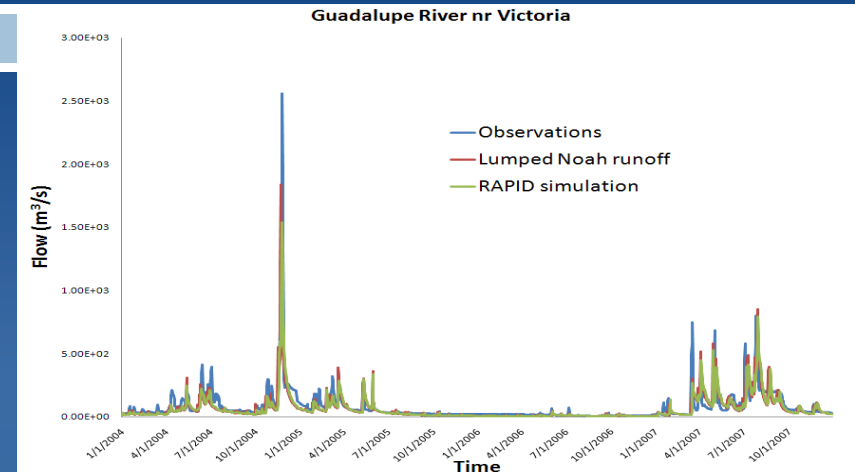 Guadalupe River nr Victoria
3.00E+03
2.50E+03
2.00E+03
1.50E+03
1.00E+03
5.00E+02
0.00E+00
Flow (m³/s)
Observations
Lumped Noah runoff
RAPID simulation
1/1/2004
4/1/2004
7/1/2004
10/1/2004
1/1/2005
4/1/2005
7/1/2005
10/1/2005
1/1/2006
4/1/2006
7/1/2006
10/1/2006
1/1/2007
4/1/2007
7/1/2007
10/1/2007
Time